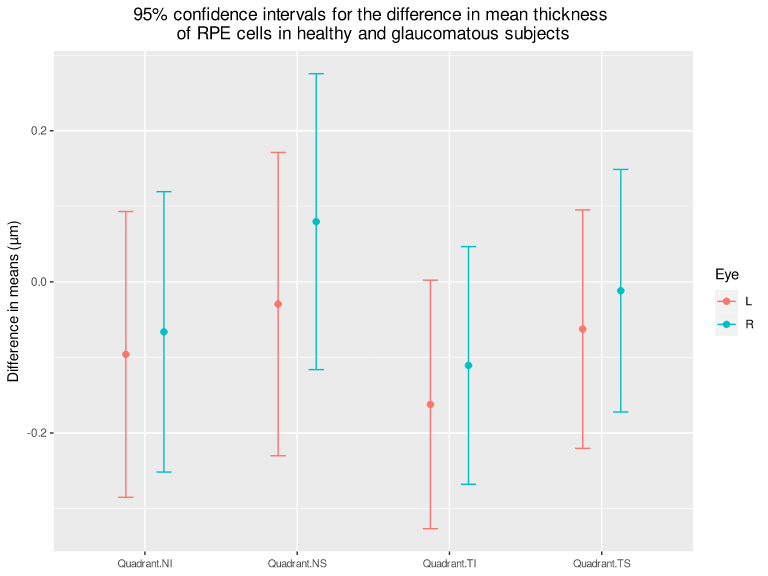 95% confidence intervals for the difference in mean thickness
of RPE cells in healthy and glaucomatous subjects
Difference in means (µm)
0.2
0.0
-0.2
Quadrant.NI
Quadrant.NS
Quadrant.TI
Quadrant.TS
Eye
L
R